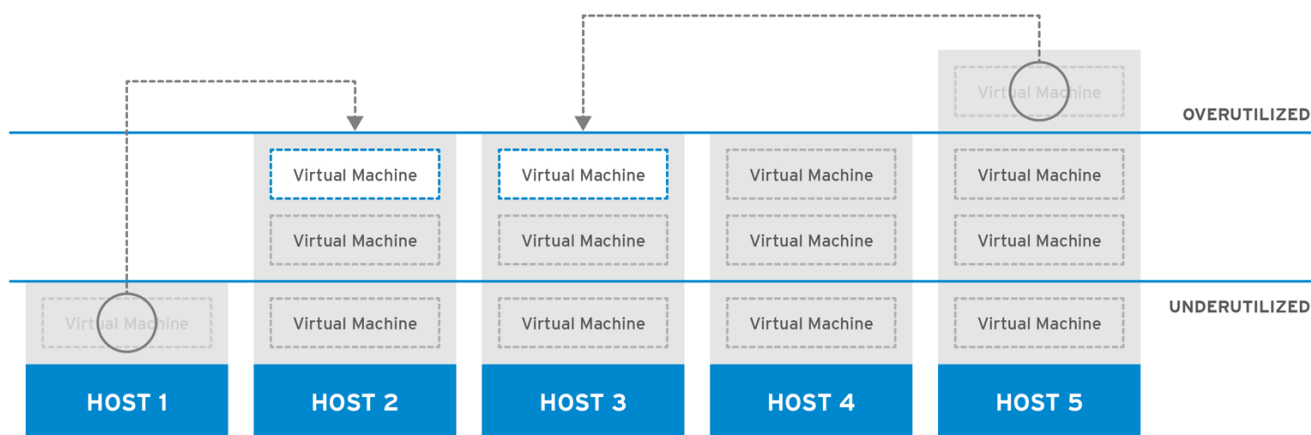 Virtual Machine
OVERUTILIZED
Virtual Machine Virtual Machine Virtual Machine Virtual Machine
Virtual Machine Virtual Machine Virtual Machine Virtual Machine
UNDERUTILIZED
Virtual Machine Virtual Machine Virtual Machine Virtual Machine Virtual Machine
HOST 1 HOST 2 HOST 3 HOST 4 HOST 5